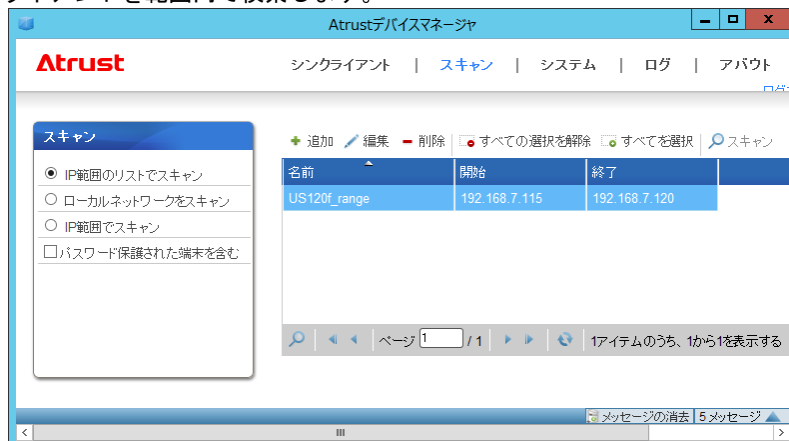 Atrustデバイスマネージャ
Atrust
シンクライアント | スキャン | システム | ログ | アバウト
スキャン
追加 編集 削除 すべての選択を解除 すべてを選択 スキャン
IP範囲のリストでスキャン
ローカルネットワークをスキャン
IP範囲でスキャン
パスワード保護された端末を含む
名前 開始 終了
US120f_range 192.168.7.115 192.168.7.120
ページ 1 / 1 1アイテムのうち、1から1を表示する
メッセージの消去 5メッセージ